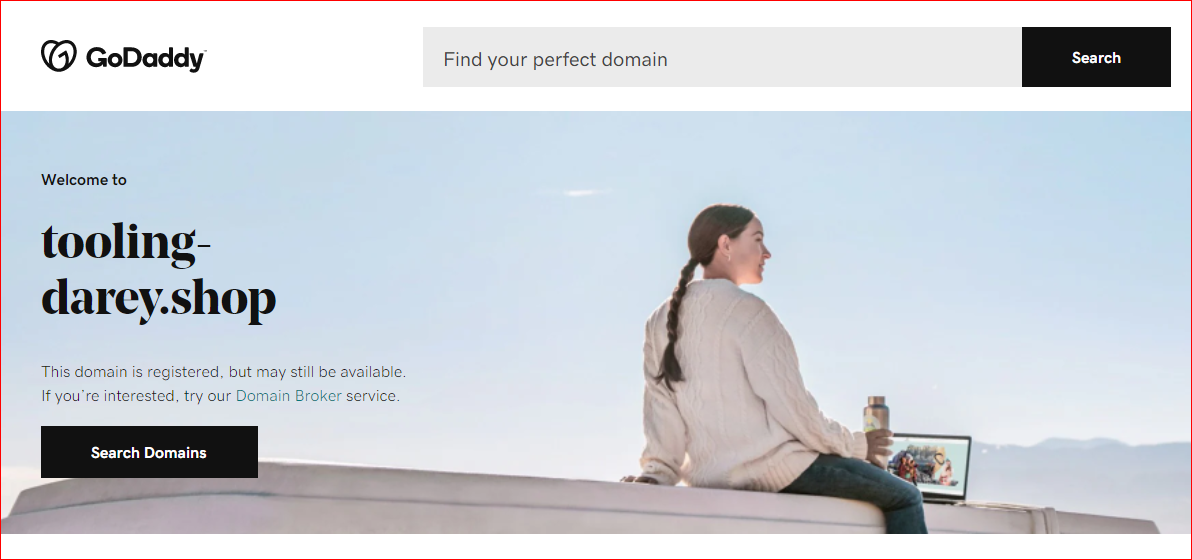 GoDaddy
Find your perfect domain
Search
Welcome to
tooling-
darey.shop
This domain is registered, but may still be available.
If you're interested, try our Domain Broker service.
Search Domains